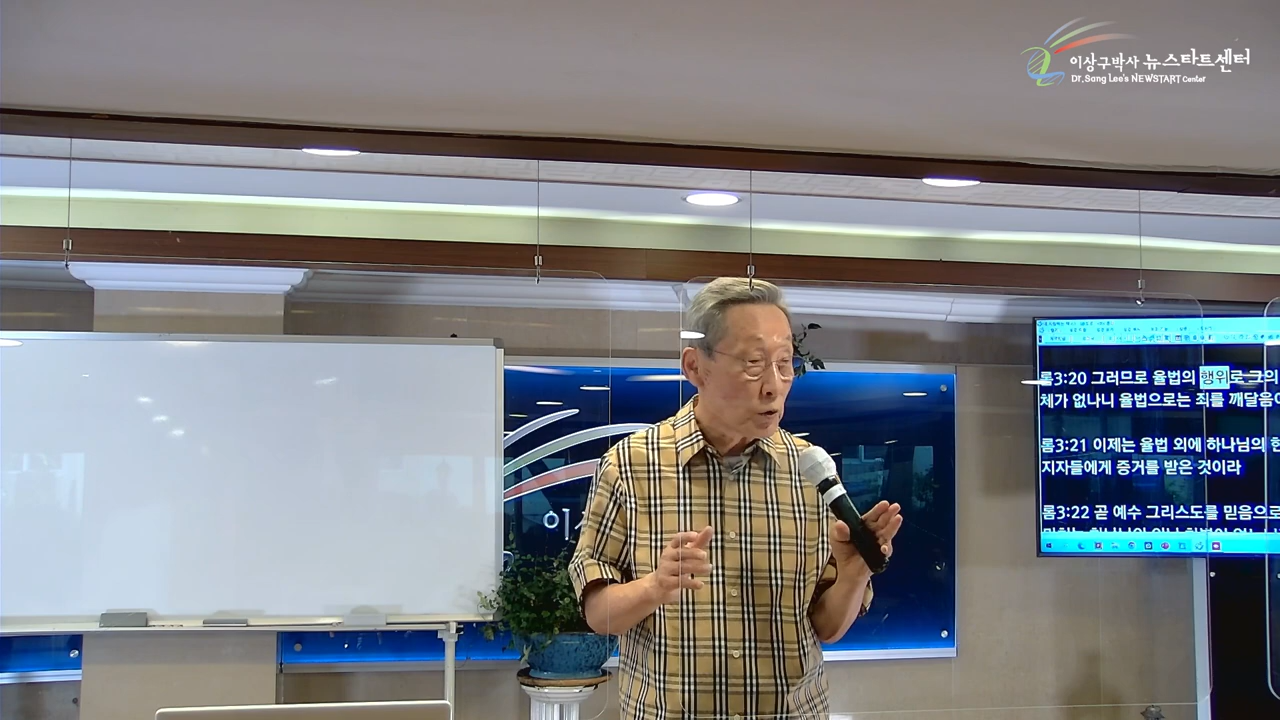 이상구박사 뉴스타트센터
Dr. Sang Lee's NEWSTART Center
롬3:20 그러므로 율법의 행위로 그의
체가 없나니 율법으로는 죄를 깨달음이
롬3:21 이제는 율법 외에 하나님의 한
지자들에게 증거를 받은 것이라
롬3:22 곧 예수 그리스도를 믿음으로
이상